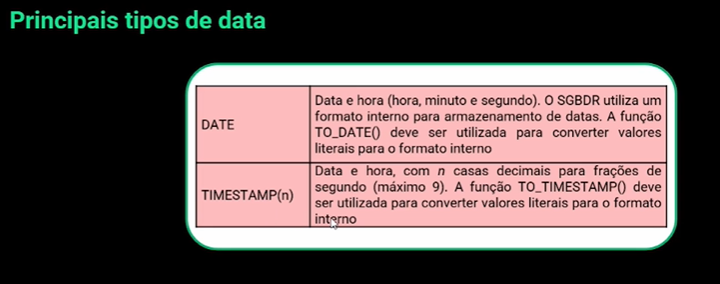 Principais tipos de data
DATE
Data e hora (hora, minuto e segundo). O SGBDR utiliza um
formato interno para armazenamento de datas. A função
TO_DATE() deve ser utilizada para converter valores
literais para o formato interno
TIMESTAMP(n)
Data e hora, com n casas decimais para frações de
segundo (máximo 9). A função TO_TIMESTAMP() deve
ser utilizada para converter valores literais para o formato
interno